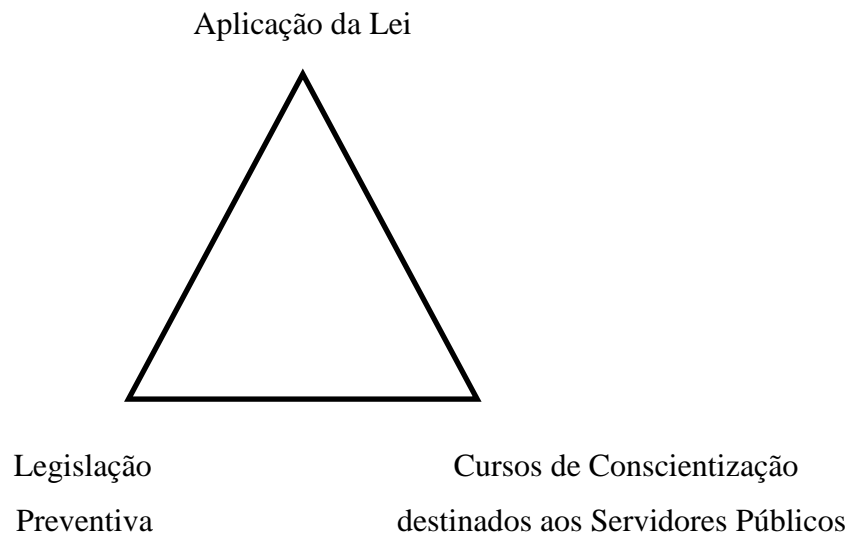 Aplicação da Lei
Legislação
Preventiva
Cursos de Conscientização
destinados aos Servidores Públicos